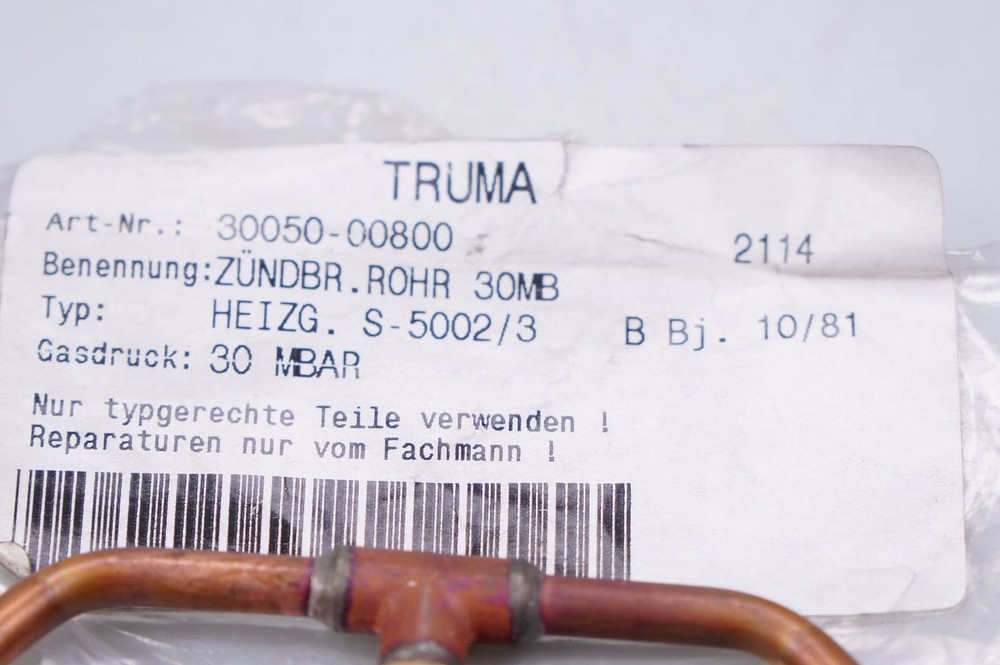 TRUMA
Art-Nr.: 30050-00800 2114
Benennung:ZÜNDBR.ROHR 30MB
Typ: HEIZG. S-5002/3 B Bj. 10/81
Gasdruck: 30 MBAR
Nur typgerechte Teile verwenden !
Reparaturen nur vom Fachmann !